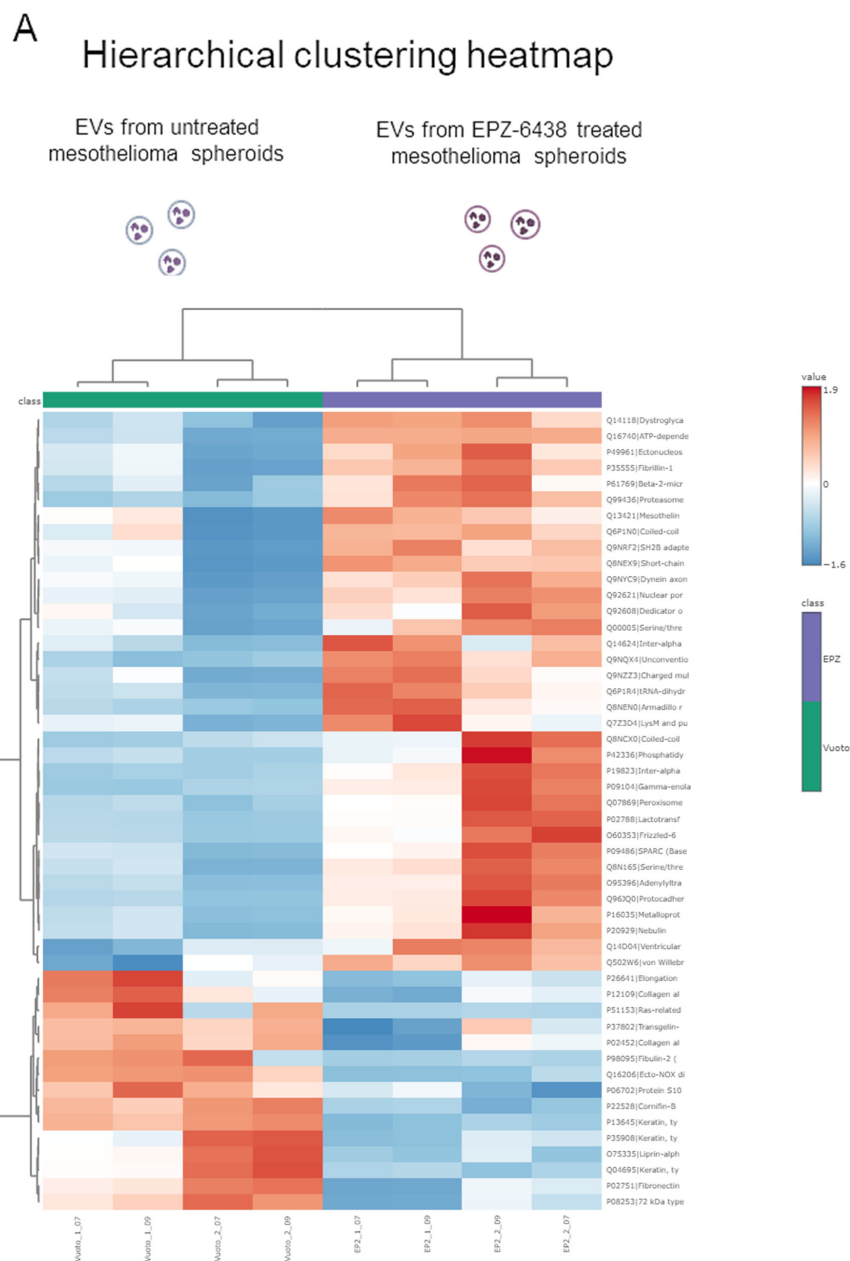 A
Hierarchical clustering heatmap
EVs from untreated
mesothelioma spheroids
EVs from EPZ-6438 treated
mesothelioma spheroids
class
Q14118|Dystroglyca
Q16740|ATP-depende
P49961|Ectonucleos
P35555|Fibrillin-1
P61769|Beta-2-micr
Q99436|Proteasome
Q13421|Mesothelin
Q6P1N0|Coiled-coil
Q9NRF2|SH2B adapte
Q8NEX9|Short-chain
Q9NYC9|Dynein axon
Q92621|Nuclear por
Q92608|Dedicator o
Q00005|Serine/thre
Q14624|Inter-alpha
Q9NQX4|Unconventio
Q9NZZ3|Charged mul
Q6P1R4|tRNA-dihydr
Q8NEN0|Armadillo r
Q7Z3D4|LysM and pu
Q8NCX0|Coiled-coil
P42336|Phosphatidy
P19823|Inter-alpha
P09104|Gamma-enola
Q07869|Peroxisome
P02788|Lactotransf
O60353|Frizzled-6
P09486|SPARC (Base
Q8N165|Serine/thre
O95396|Adenylyltra
Q96JQ0|Protocadher
P16035|Metalloprot
P20929|Nebulin
Q14D04|Ventricular
Q502W6|von Willebr
P26641|Elongation
P12109|Collagen al
P51153|Ras-related
P37802|Transgelin-
P02452|Collagen al
P98095|Fibulin-2 (
Q16206|Ecto-NOX di
P06702|Protein S10
P22528|Cornifin-B
P13645|Keratin, ty
P35908|Keratin, ty
O75335|Liprin-alph
Q04695|Keratin, ty
P02751|Fibronectin
P08253|72 kDa type
Vuoto_1_07
Vuoto_1_09
Vuoto_2_07
Vuoto_2_09
EP2_1_07
EP2_1_09
EP2_2_09
EP2_2_07
value
1.9
0
−1.6
class
EPZ
Vuoto